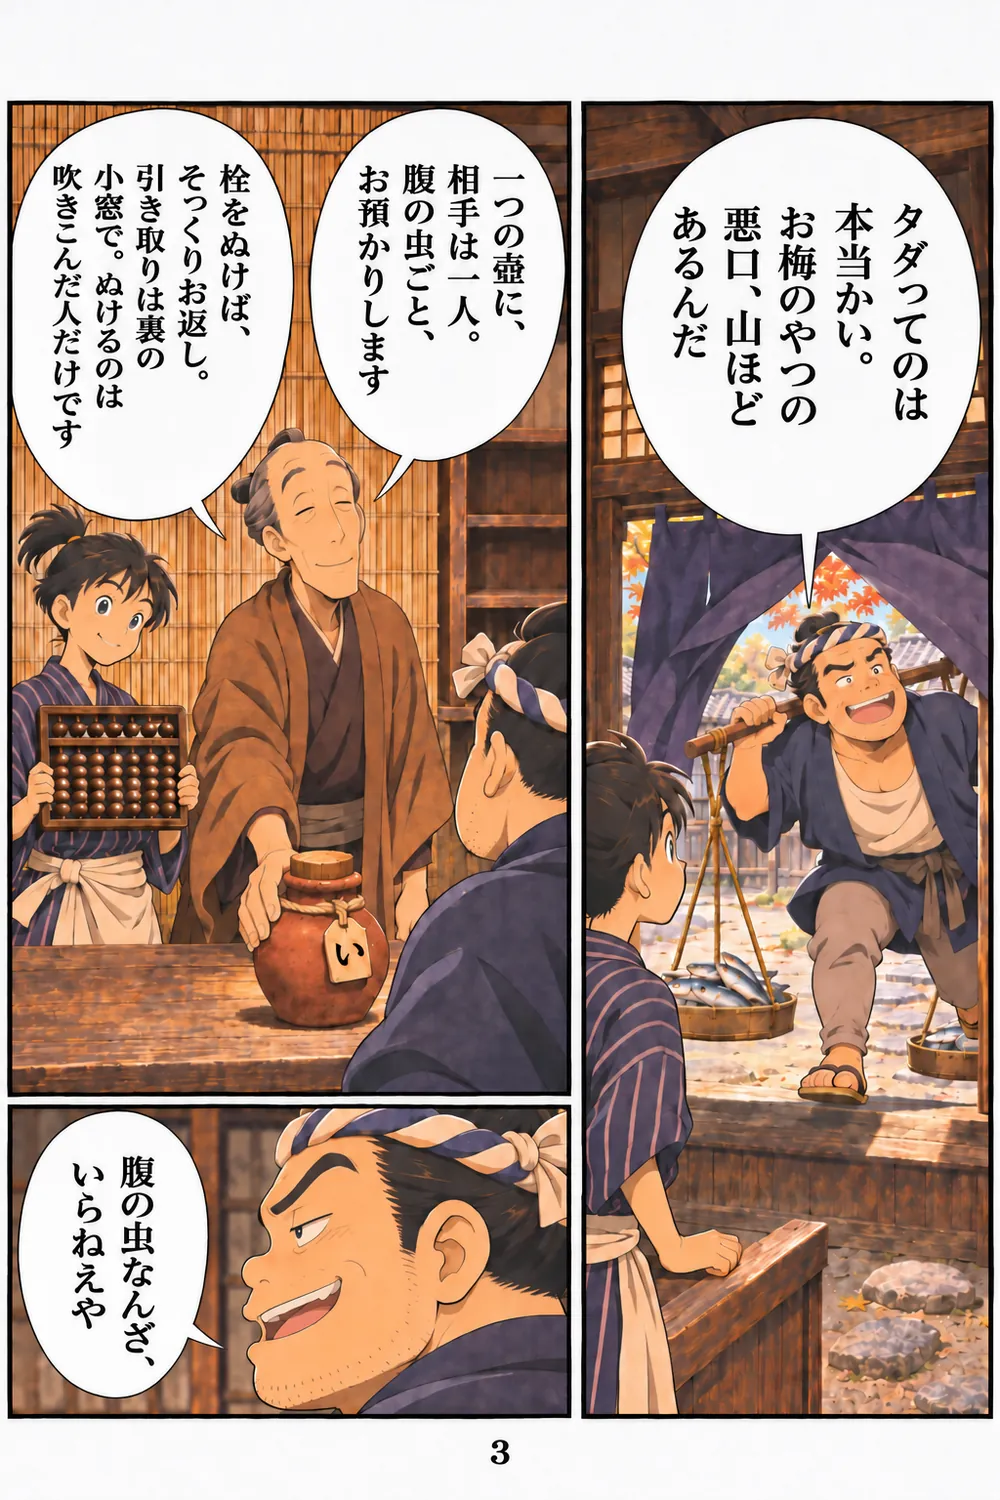 タダってのは
本当かい。
お梅のやつの
悪口、山ほど
あるんだ
一つの壺に、
相手は一人。
腹の虫ごと、
お預かりします
栓をぬけば、
そっくりお返し。
引き取りは裏の
小窓で。ぬけるのは
吹きこんだ人だけです
い
腹の虫なんざ、
いらねえや
3